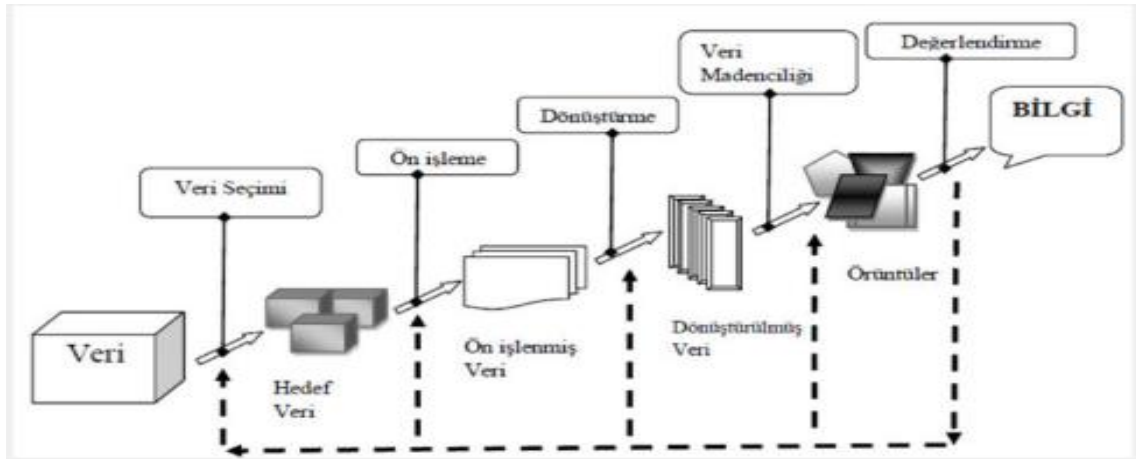 Veri
Veri Seçimi
Hedef
Veri
Ön işleme
Ön işlenmiş
Veri
Dönüştürme
Dönüştürülmüş
Veri
Veri
Madenciliği
Örüntüler
Değerlendirme
BİLGİ